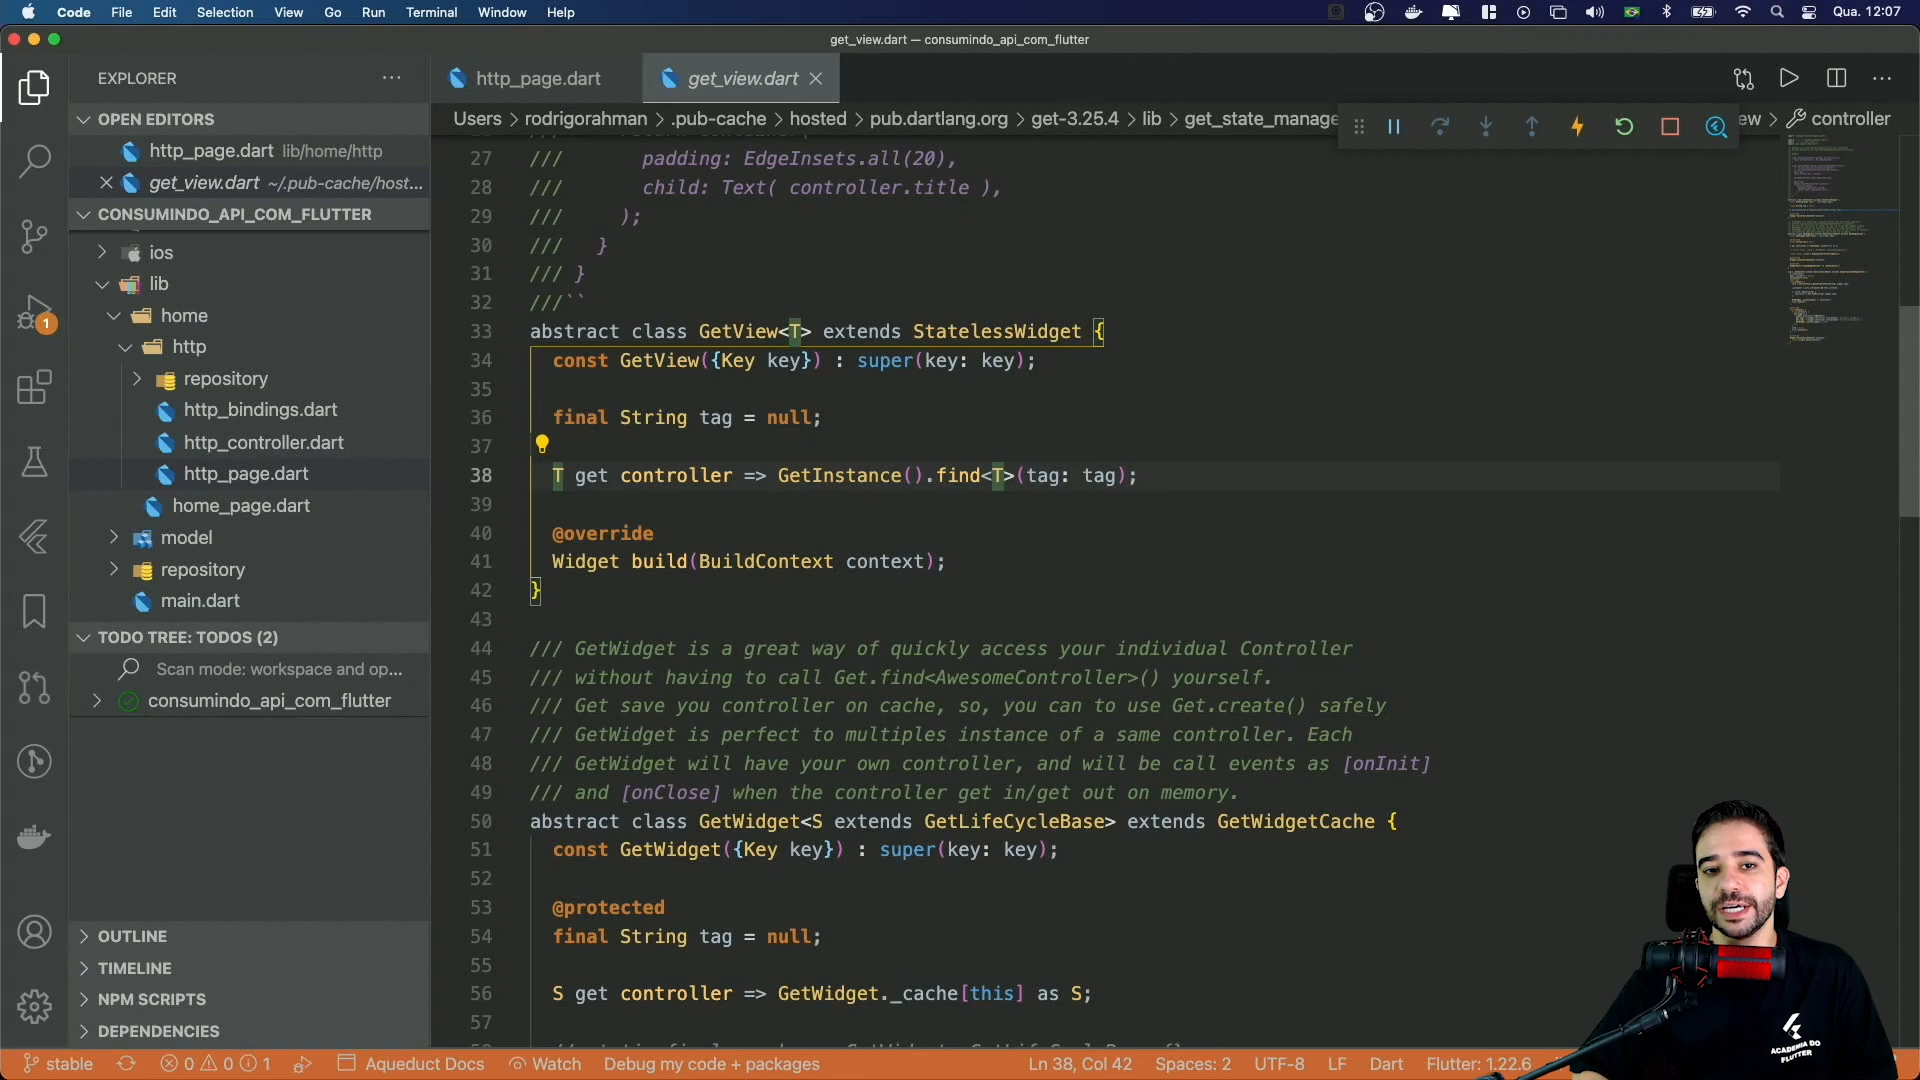 Code File Edit Selection View Go Run Terminal Window Help Qua. 12:07
get_view.dart — consumindo_api_com_flutter
EXPLORER
http_page.dart get_view.dart
OPEN EDITORS
Users > rodrigorahman > .pub-cache > hosted > pub.dartlang.org > get-3.25.4 > lib > get_state_manage ew > controller
http_page.dart lib/home/http
get_view.dart ~/.pub-cache/host...
CONSUMINDO_API_COM_FLUTTER
ios
lib
home
http
repository
http_bindings.dart
http_controller.dart
http_page.dart
home_page.dart
model
repository
main.dart
TODO TREE: TODOS (2)
Scan mode: workspace and op...
consumindo_api_com_flutter
OUTLINE
TIMELINE
NPM SCRIPTS
DEPENDENCIES
1
27 /// padding: EdgeInsets.all(20),
28 /// child: Text( controller.title ),
29 /// );
30 /// }
31 /// }
32 ///``
33 abstract class GetView<T> extends StatelessWidget {
34 const GetView({Key key}) : super(key: key);
35
36 final String tag = null;
37
38 T get controller => GetInstance().find<T>(tag: tag);
39
40 @override
41 Widget build(BuildContext context);
42 }
43
44 /// GetWidget is a great way of quickly access your individual Controller
45 /// without having to call Get.find<AwesomeController>() yourself.
46 /// Get save you controller on cache, so, you can to use Get.create() safely
47 /// GetWidget is perfect to multiples instance of a same controller. Each
48 /// GetWidget will have your own controller, and will be call events as [onInit]
49 /// and [onClose] when the controller get in/get out on memory.
50 abstract class GetWidget<S extends GetLifeCycleBase> extends GetWidgetCache {
51 const GetWidget({Key key}) : super(key: key);
52
53 @protected
54 final String tag = null;
55
56 S get controller => GetWidget._cache[this] as S;
57
ACADEMIA DO
FLUTTER
stable 0 0 1 Aqueduct Docs Watch Debug my code + packages Ln 38, Col 42 Spaces: 2 UTF-8 LF Dart Flutter: 1.22.6